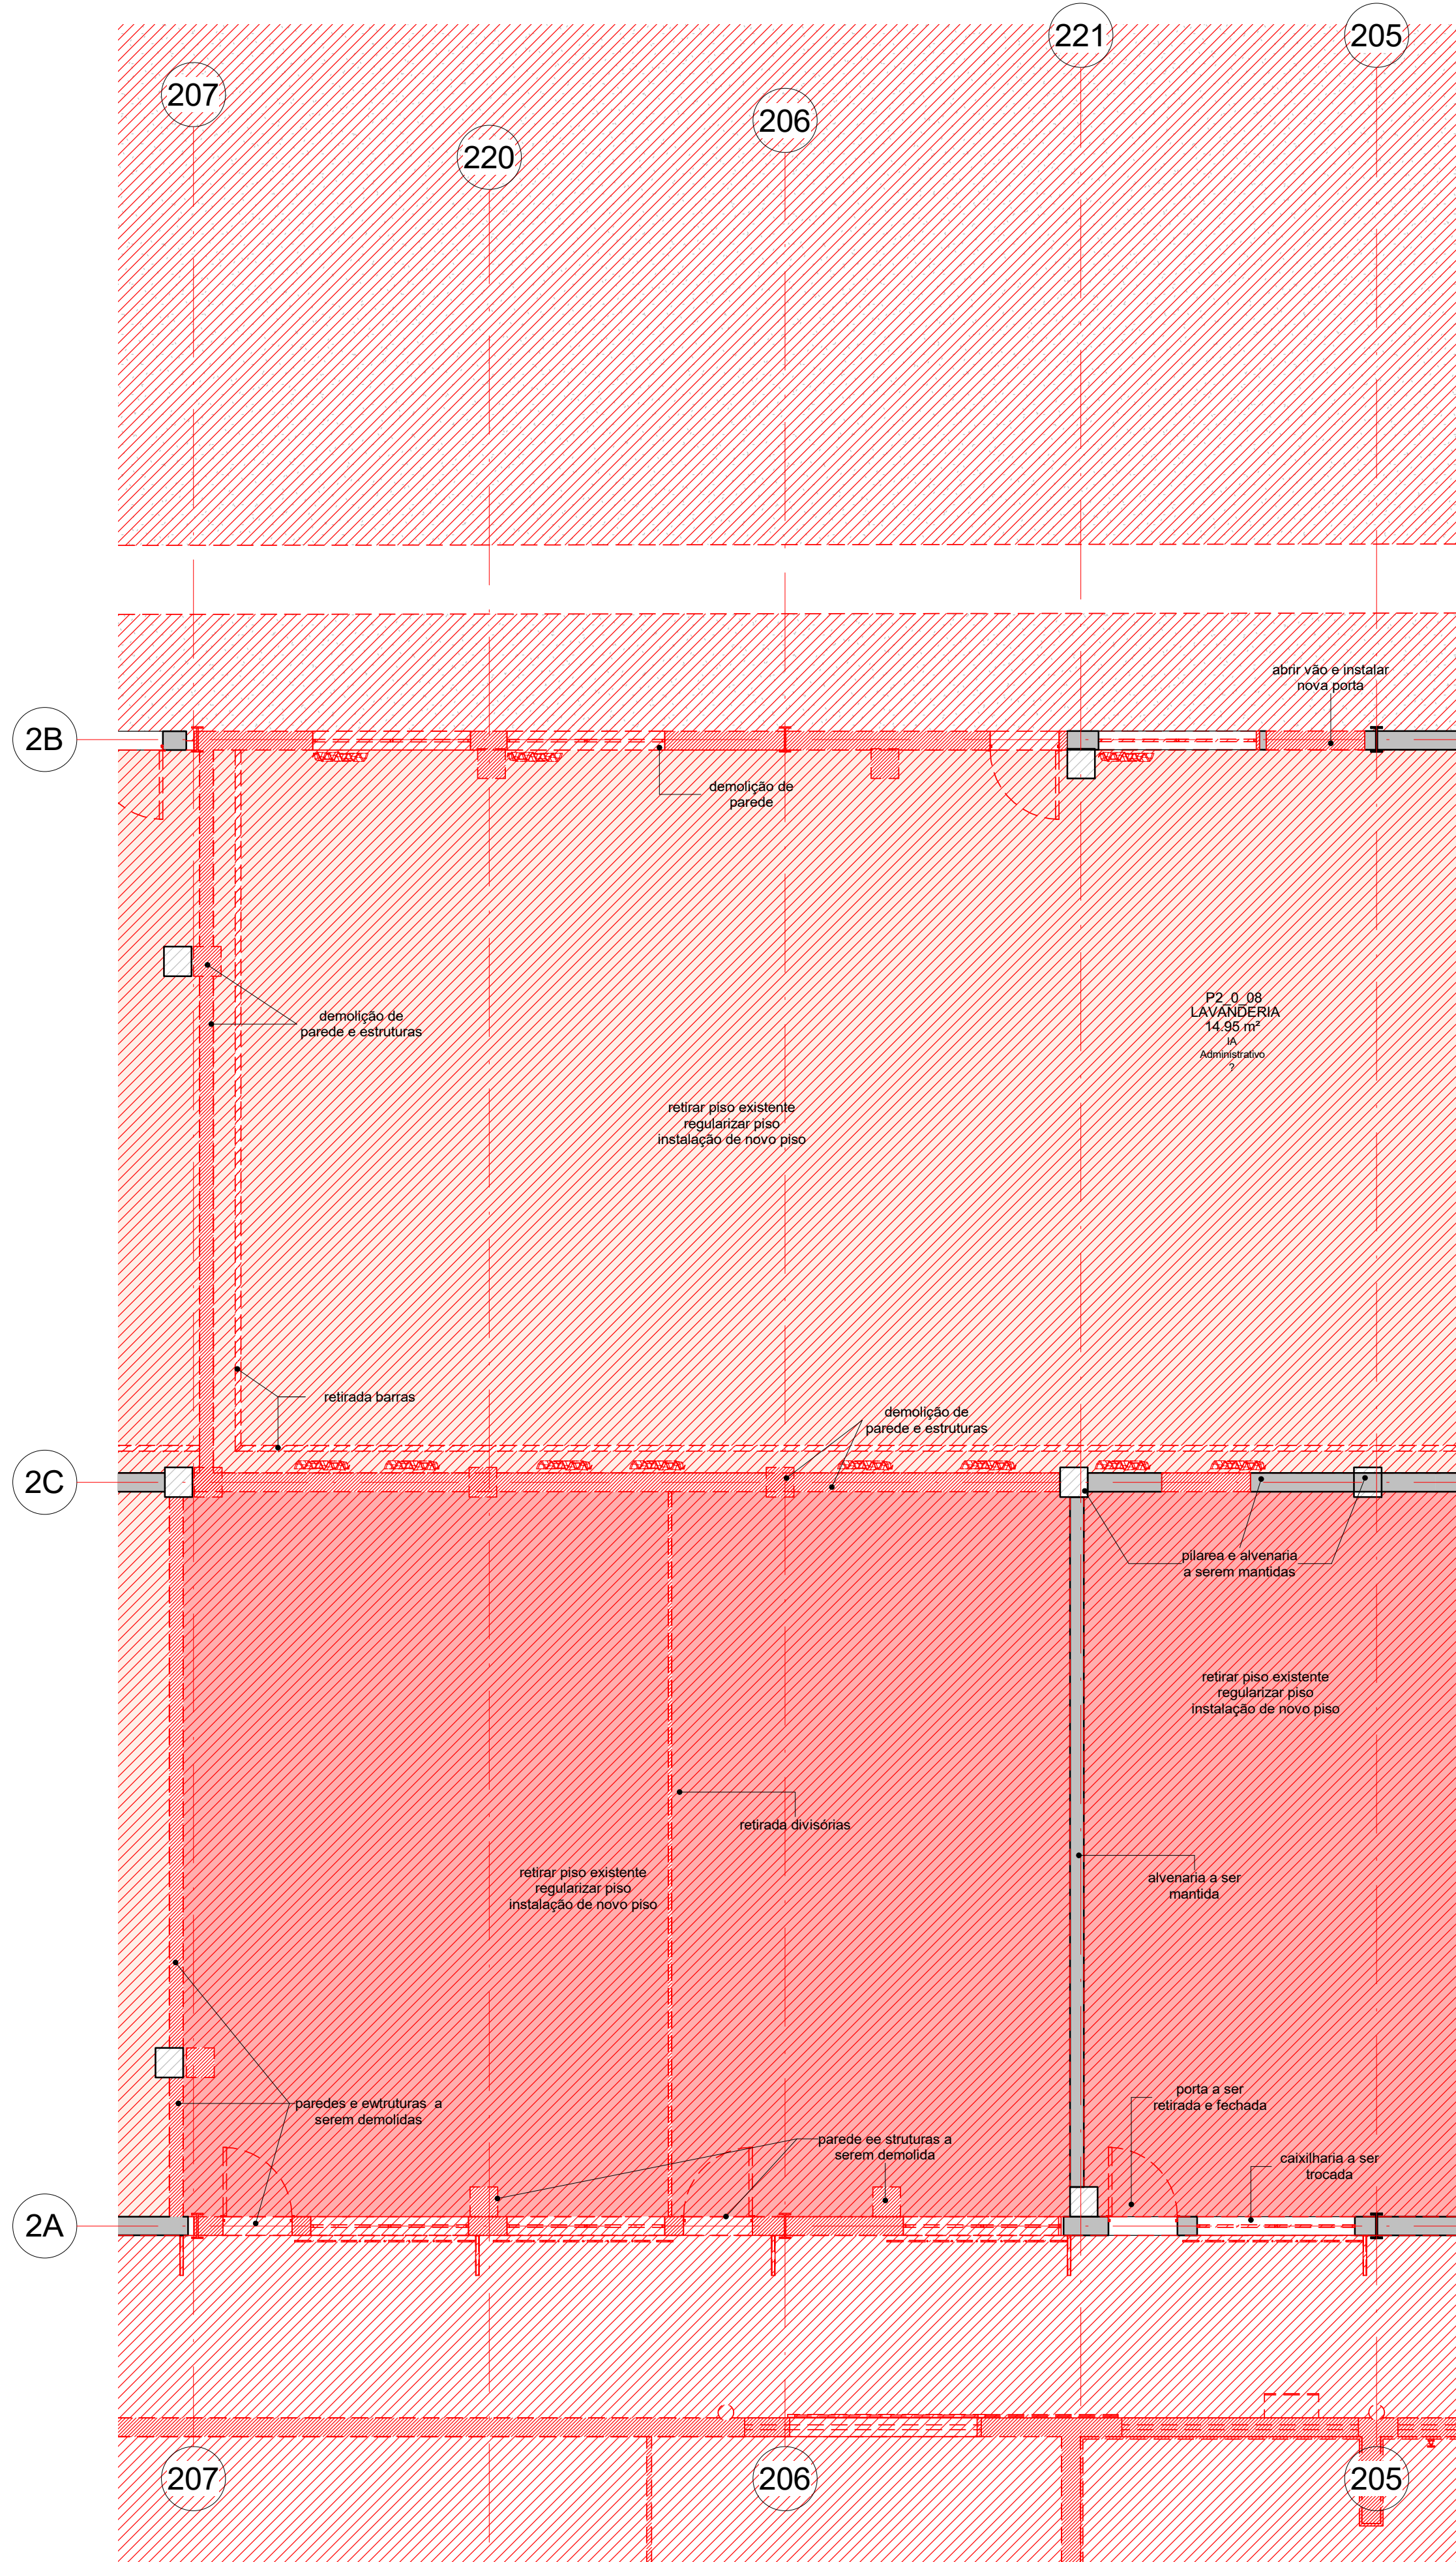 221
205
207
206
220
abrir vão e instalar
nova porta
2B
demolição de
parede
P2_0_08
LAVANDERIA
14.95 m²
IA
Administrativo
?
demolição de
parede e estruturas
retirar piso existente
regularizar piso
instalação de novo piso
retirada barras
demolição de
parede e estruturas
2C
pilarea e alvenaria
a serem mantidas
retirar piso existente
regularizar piso
instalação de novo piso
retirada divisórias
retirar piso existente
regularizar piso
instalação de novo piso
alvenaria a ser
mantida
porta a ser
retirada e fechada
paredes e ewtruturas a
serem demolidas
parede ee struturas a
serem demolida
caixilharia a ser
trocada
2A
207
206
205